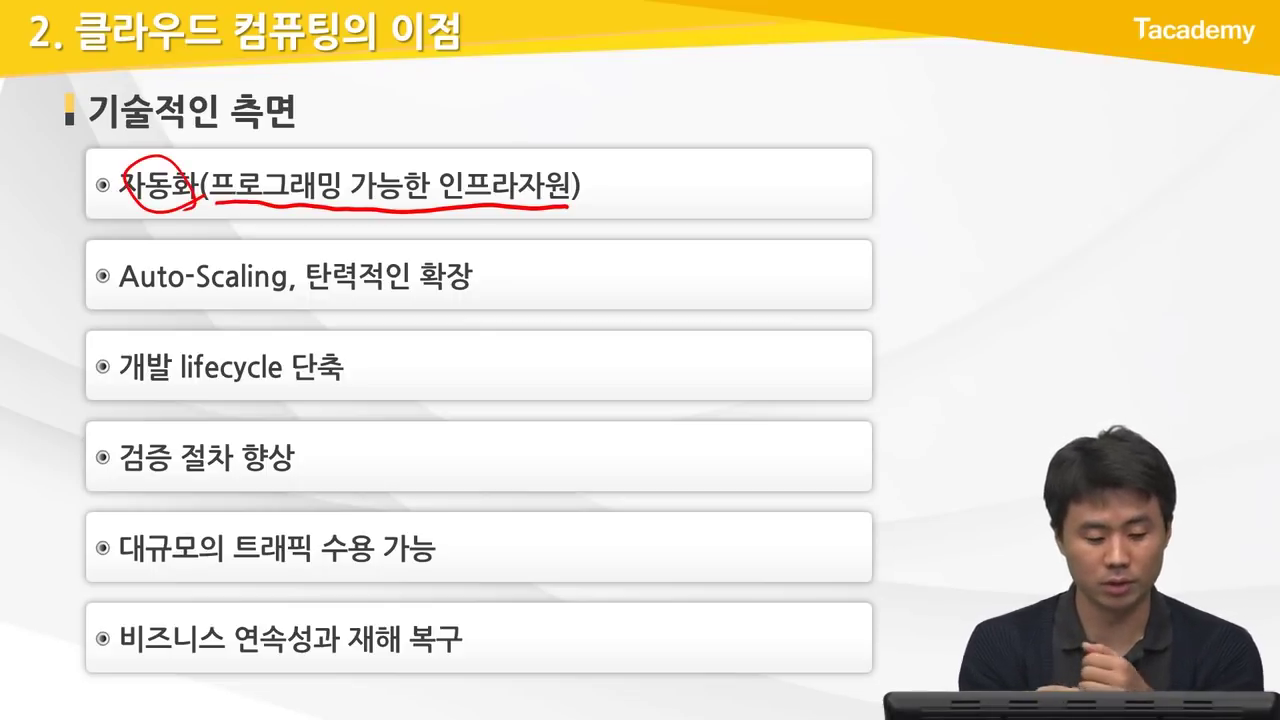 2. 클라우드 컴퓨팅의 이점
Tacademy
기술적인 측면
자동화(프로그래밍 가능한 인프라자원)
Auto-Scaling, 탄력적인 확장
개발 lifecycle 단축
검증 절차 향상
대규모의 트래픽 수용 가능
비즈니스 연속성과 재해 복구